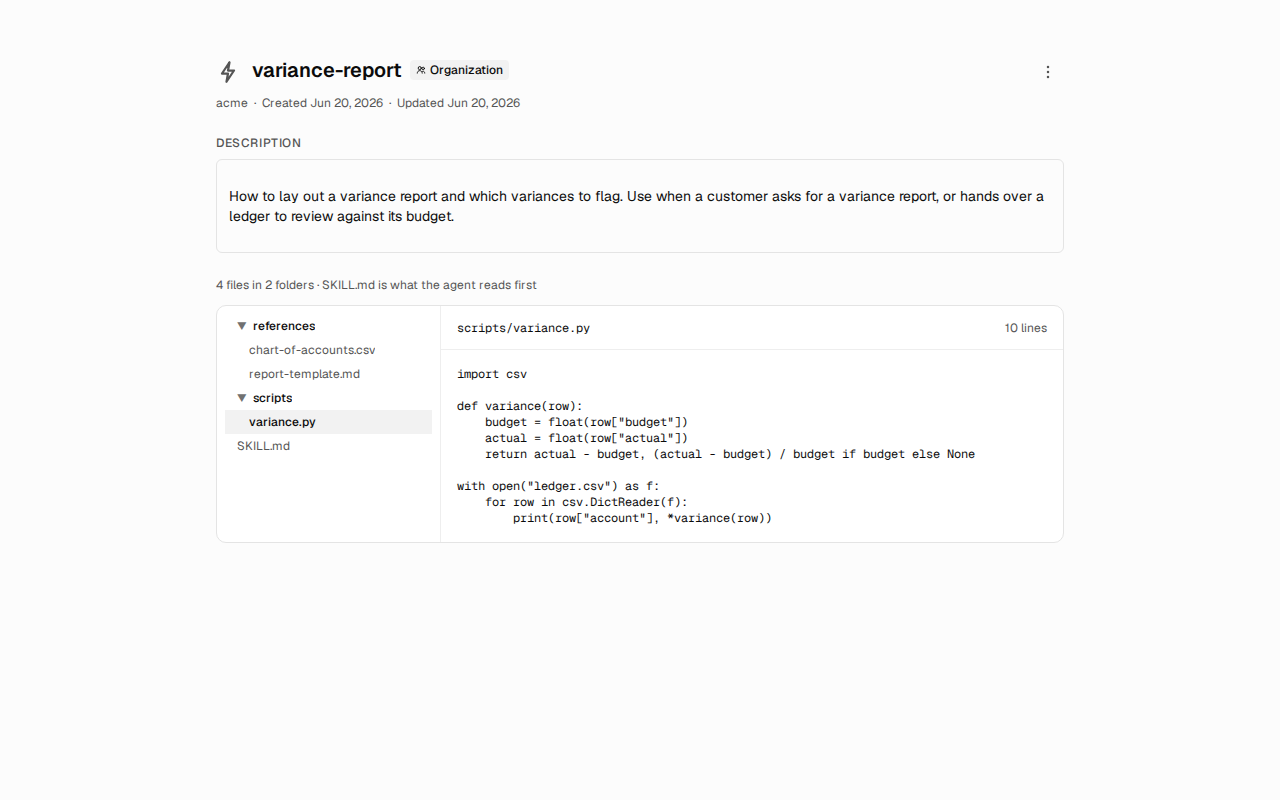 variance-report Organization
acme · Created Jun 20, 2026 · Updated Jun 20, 2026
DESCRIPTION
How to lay out a variance report and which variances to flag. Use when a customer asks for a variance report, or hands over a
ledger to review against its budget.
4 files in 2 folders · SKILL.md is what the agent reads first
▼ references
chart-of-accounts.csv
report-template.md
▼ scripts
variance.py
SKILL.md
scripts/variance.py 10 lines
import csv
def variance(row):
    budget = float(row["budget"])
    actual = float(row["actual"])
    return actual - budget, (actual - budget) / budget if budget else None
with open("ledger.csv") as f:
    for row in csv.DictReader(f):
        print(row["account"], *variance(row))